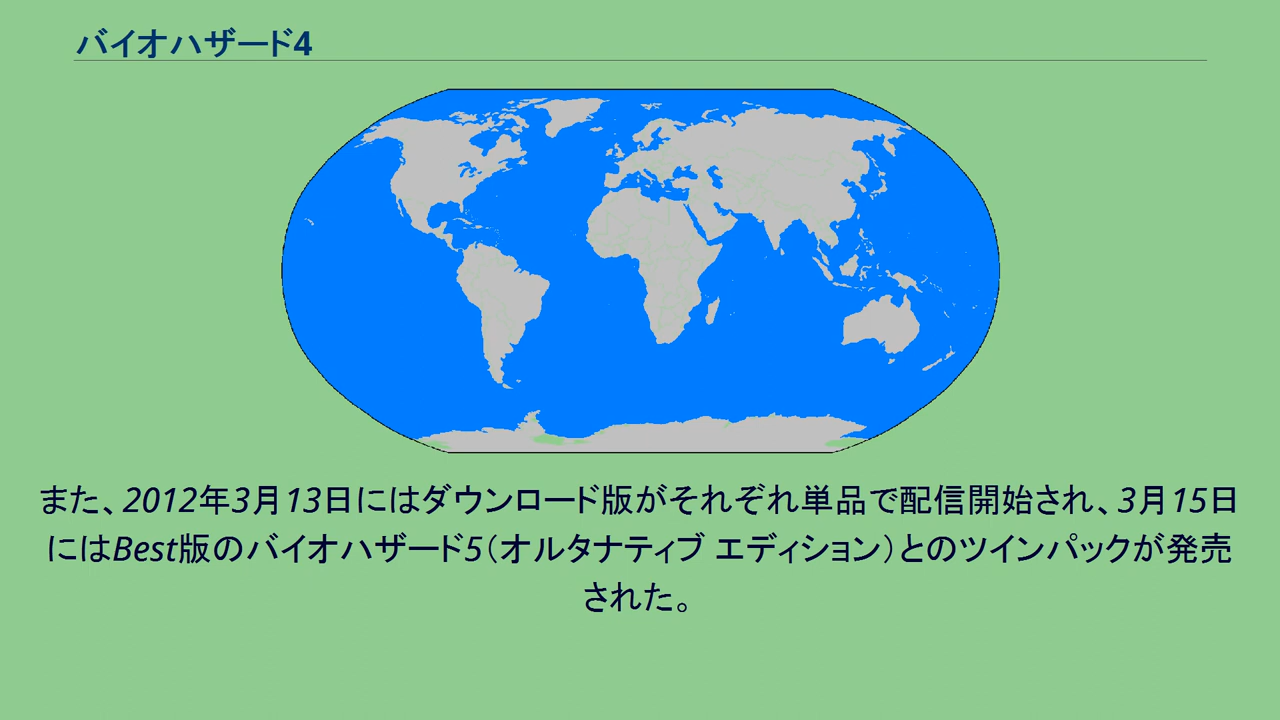 バイオハザード4
また、2012年3月13日にはダウンロード版がそれぞれ単品で配信開始され、3月15日
にはBest版のバイオハザード5（オルタナティブ エディション）とのツインパックが発売
された。